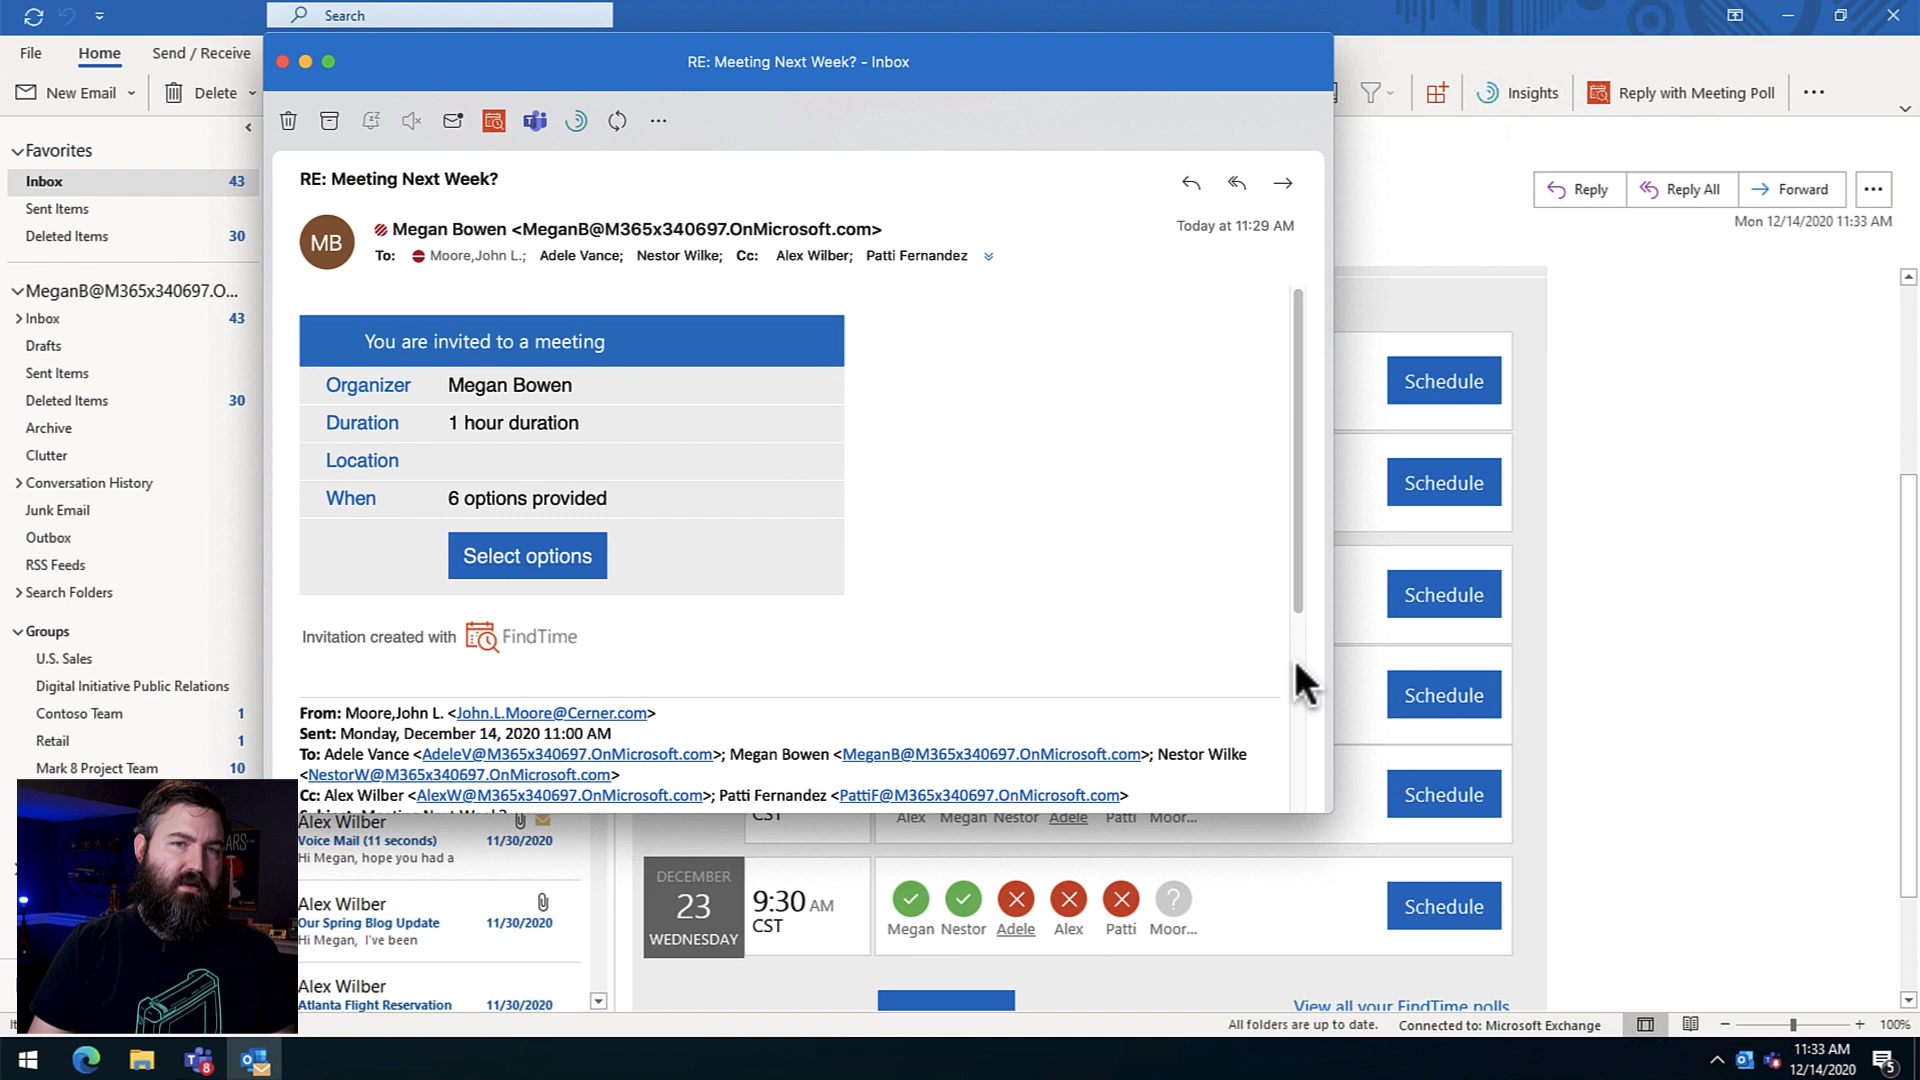 Search
File
Home
Send / Receive
New Email
Delete
Insights
Reply with Meeting Poll
Favorites
Inbox 43
Sent Items
Deleted Items 30
MeganB@M365x340697.O...
Inbox 43
Drafts
Sent Items
Deleted Items 30
Archive
Clutter
Conversation History
Junk Email
Outbox
RSS Feeds
Search Folders
Groups
U.S. Sales
Digital Initiative Public Relations
Contoso Team 1
Retail 1
Mark 8 Project Team 10
RE: Meeting Next Week? - Inbox
RE: Meeting Next Week?
MB
Megan Bowen <MeganB@M365x340697.OnMicrosoft.com>
Today at 11:29 AM
To: Moore,John L.; Adele Vance; Nestor Wilke; Cc: Alex Wilber; Patti Fernandez
You are invited to a meeting
Organizer Megan Bowen
Duration 1 hour duration
Location
When 6 options provided
Select options
Invitation created with FindTime
From: Moore,John L. <John.L.Moore@Cerner.com>
Sent: Monday, December 14, 2020 11:00 AM
To: Adele Vance <AdeleV@M365x340697.OnMicrosoft.com>; Megan Bowen <MeganB@M365x340697.OnMicrosoft.com>; Nestor Wilke
<NestorW@M365x340697.OnMicrosoft.com>
Cc: Alex Wilber <AlexW@M365x340697.OnMicrosoft.com>; Patti Fernandez <PattiF@M365x340697.OnMicrosoft.com>
Reply
Reply All
Forward
Mon 12/14/2020 11:33 AM
Schedule
Schedule
Schedule
Schedule
Schedule
CST
Alex Megan Nestor Adele Patti Moor...
Alex Wilber
Voice Mail (11 seconds) 11/30/2020
Hi Megan, hope you had a
Alex Wilber
Our Spring Blog Update 11/30/2020
Hi Megan, I've been
Alex Wilber
Atlanta Flight Reservation 11/30/2020
DECEMBER
23
WEDNESDAY
9:30 AM
CST
?
Megan Nestor Adele Alex Patti Moor...
Schedule
View all your FindTime polls
All folders are up to date.
Connected to: Microsoft Exchange
100%
8
11:33 AM
12/14/2020
5